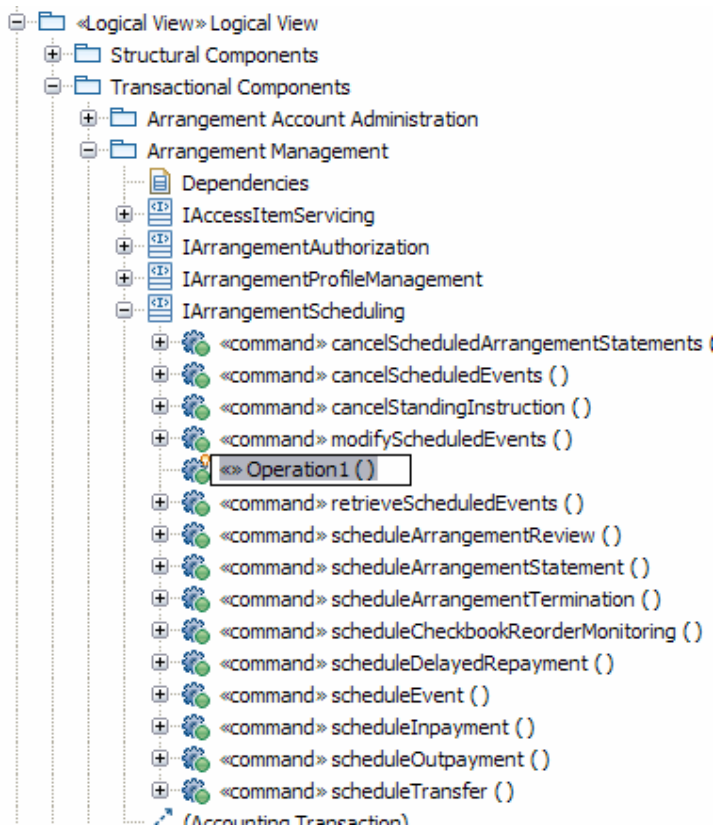 «Logical View» Logical View
Structural Components
Transactional Components
Arrangement Account Administration
Arrangement Management
Dependencies
IAccessItemServicing
IArrangementAuthorization
IArrangementProfileManagement
IArrangementScheduling
«command» cancelScheduledArrangementStatements (
«command» cancelScheduledEvents ( )
«command» cancelStandingInstruction ( )
«command» modifyScheduledEvents ( )
«» Operation1 ( )
«command» retrieveScheduledEvents ( )
«command» scheduleArrangementReview ( )
«command» scheduleArrangementStatement ( )
«command» scheduleArrangementTermination ( )
«command» scheduleCheckbookReorderMonitoring ( )
«command» scheduleDelayedRepayment ( )
«command» scheduleEvent ( )
«command» scheduleInpayment ( )
«command» scheduleOutpayment ( )
«command» scheduleTransfer ( )
(Accounting Transaction)